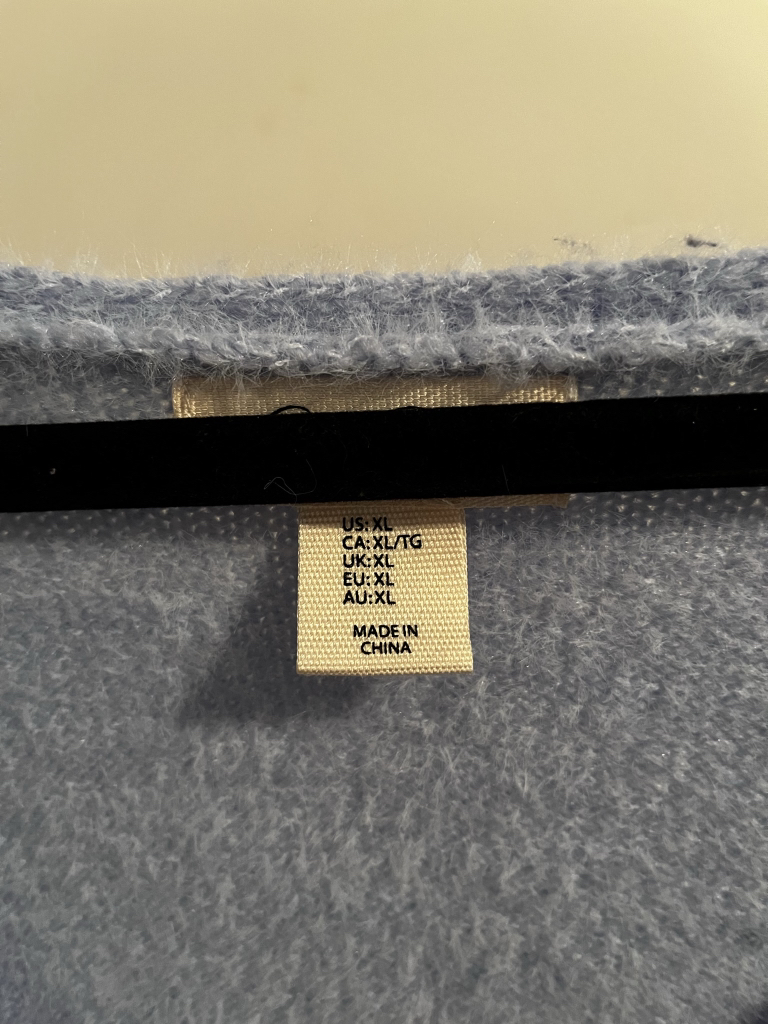 US: XL
CA: XL/TG
UK: XL
EU: XL
AU: XL
MADE IN
CHINA